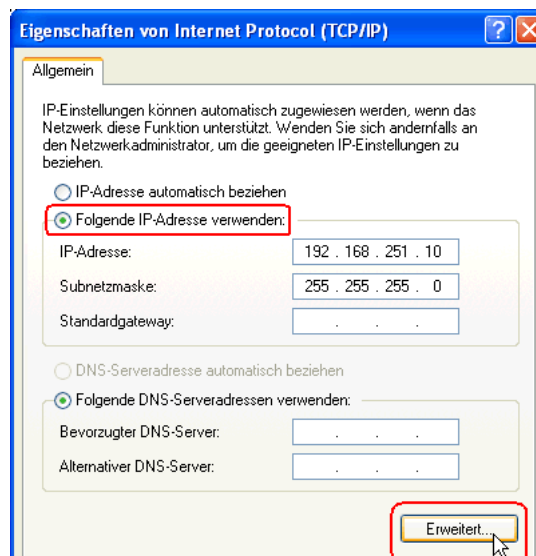 Eigenschaften von Internet Protocol (TCP/IP)
Allgemein
IP-Einstellungen können automatisch zugewiesen werden, wenn das
Netzwerk diese Funktion unterstützt. Wenden Sie sich andernfalls an
den Netzwerkadministrator, um die geeigneten IP-Einstellungen zu
beziehen.
IP-Adresse automatisch beziehen
Folgende IP-Adresse verwenden:
IP-Adresse: 192 . 168 . 251 . 10
Subnetzmaske: 255 . 255 . 255 . 0
Standardgateway: . . .
DNS-Serveradresse automatisch beziehen
Folgende DNS-Serveradressen verwenden:
Bevorzugter DNS-Server: . . .
Alternativer DNS-Server: . . .
Erweitert...